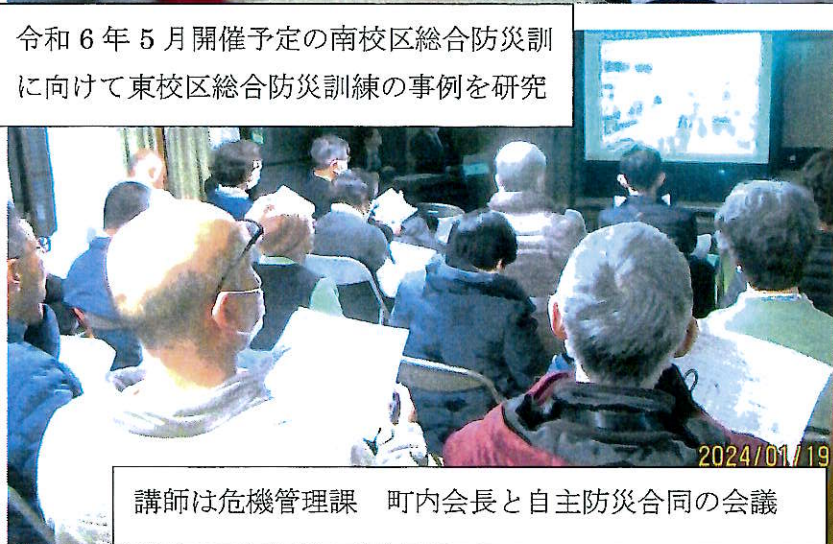 令和6年5月開催予定の南校区総合防災訓
に向けて東校区総合防災訓練の事例を研究
2024/01/19
講師は危機管理課　町内会長と自主防災合同の会議